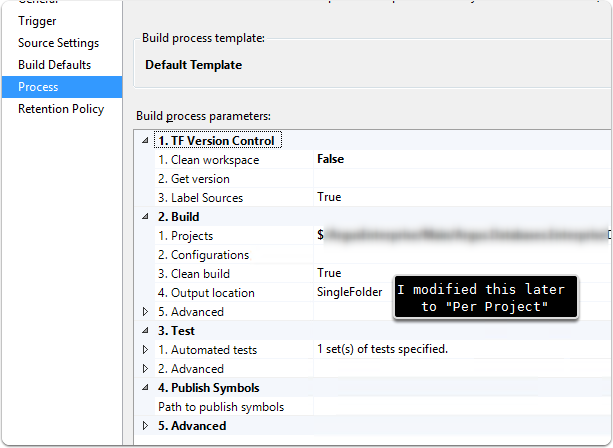 General
Trigger
Source Settings
Build Defaults
Process
Retention Policy
Build process template:
Default Template
Build process parameters:
1. TF Version Control
1. Clean workspace False
2. Get version
3. Label Sources True
2. Build
1. Projects $
2. Configurations
3. Clean build True
4. Output location SingleFolder
I modified this later
to "Per Project"
5. Advanced
3. Test
1. Automated tests 1 set(s) of tests specified.
2. Advanced
4. Publish Symbols
Path to publish symbols
5. Advanced